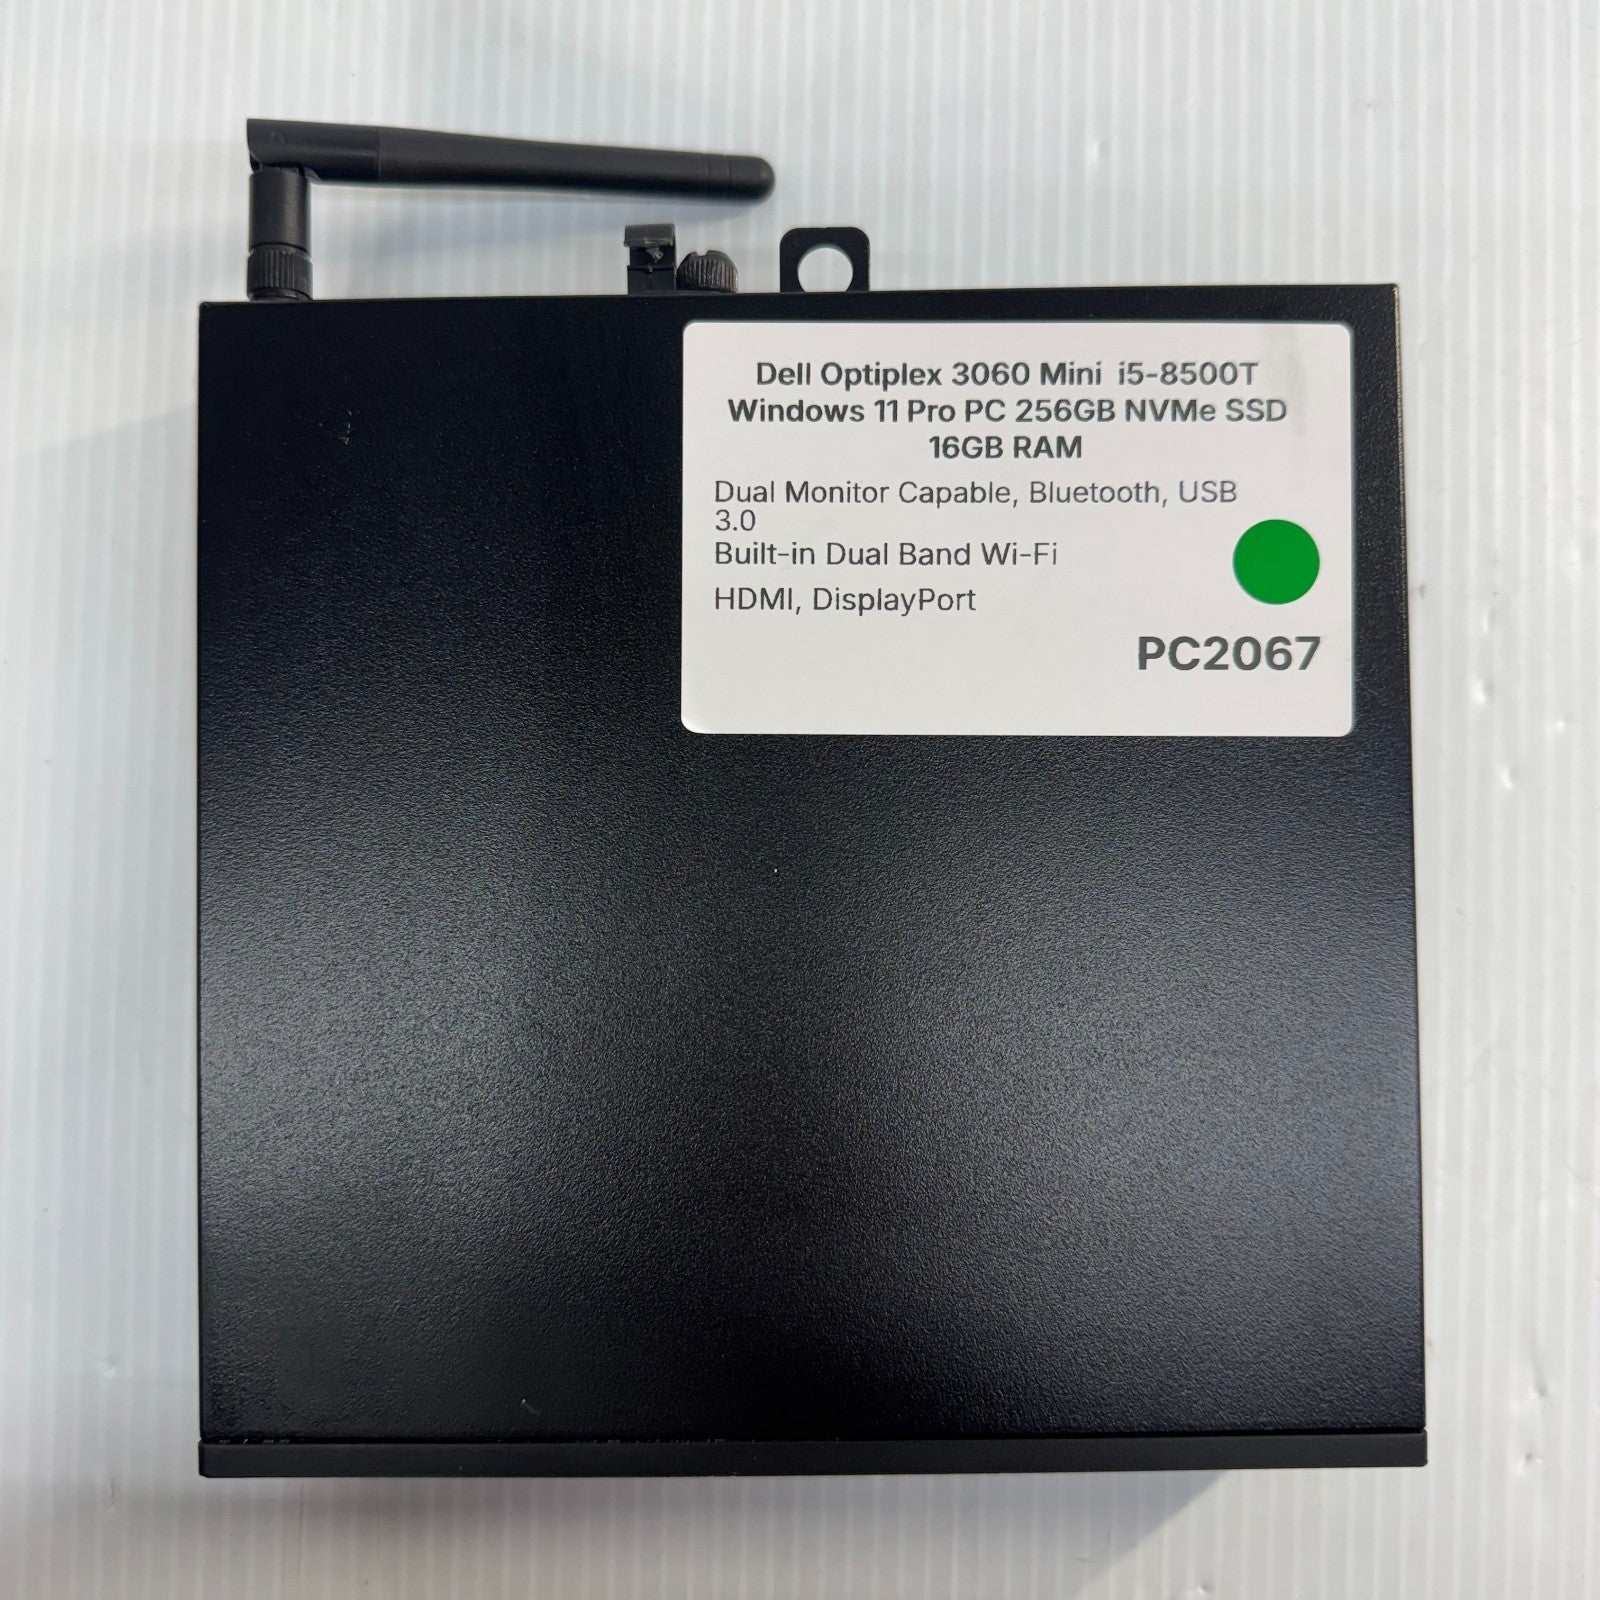 Dell Optiplex 3060 Mini i5-8500T
Windows 11 Pro PC 256GB NVMe SSD
16GB RAM
Dual Monitor Capable, Bluetooth, USB
3.0
Built-in Dual Band Wi-Fi
HDMI, DisplayPort
PC2067